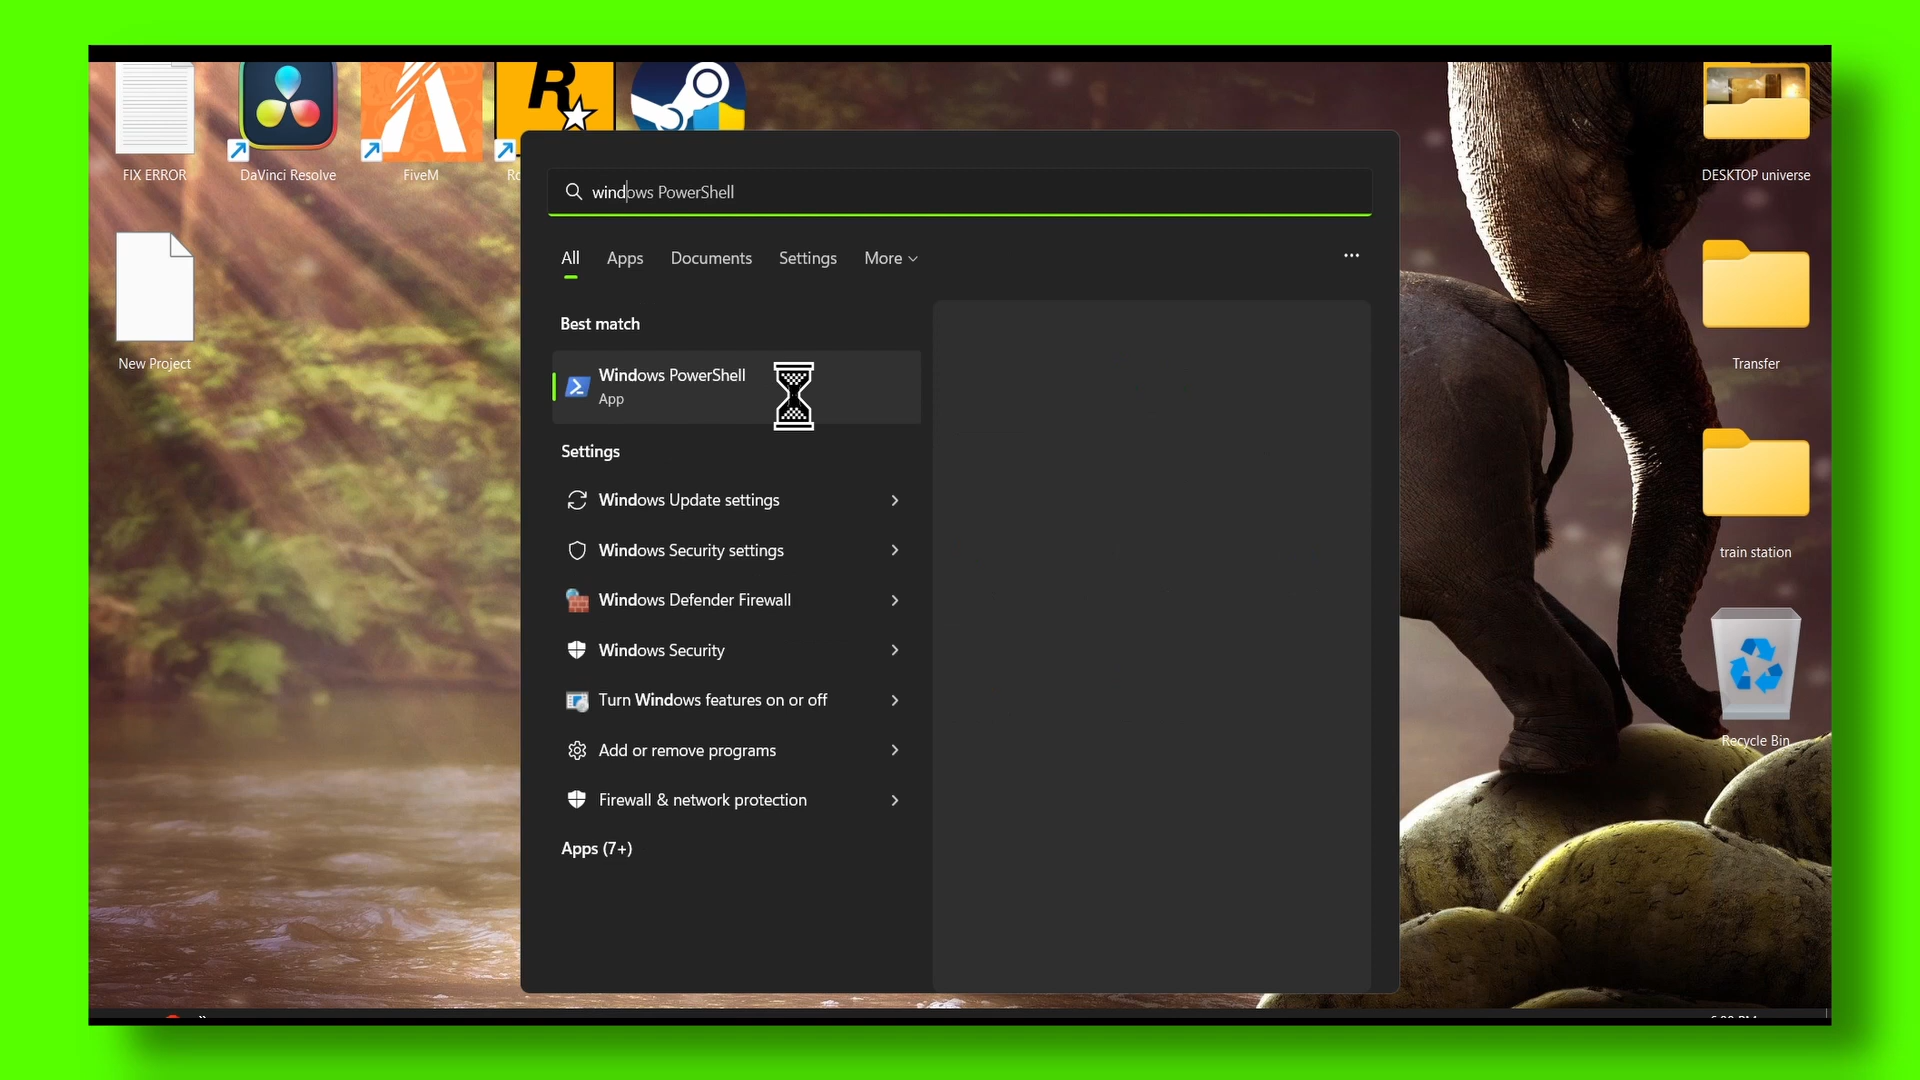 FIX ERROR
DaVinci Resolve
FiveM
R
DESKTOP universe
New Project
Transfer
train station
Recycle Bin
windows PowerShell
All
Apps
Documents
Settings
More
Best match
Windows PowerShell
App
Settings
Windows Update settings
Windows Security settings
Windows Defender Firewall
Windows Security
Turn Windows features on or off
Add or remove programs
Firewall & network protection
Apps (7+)